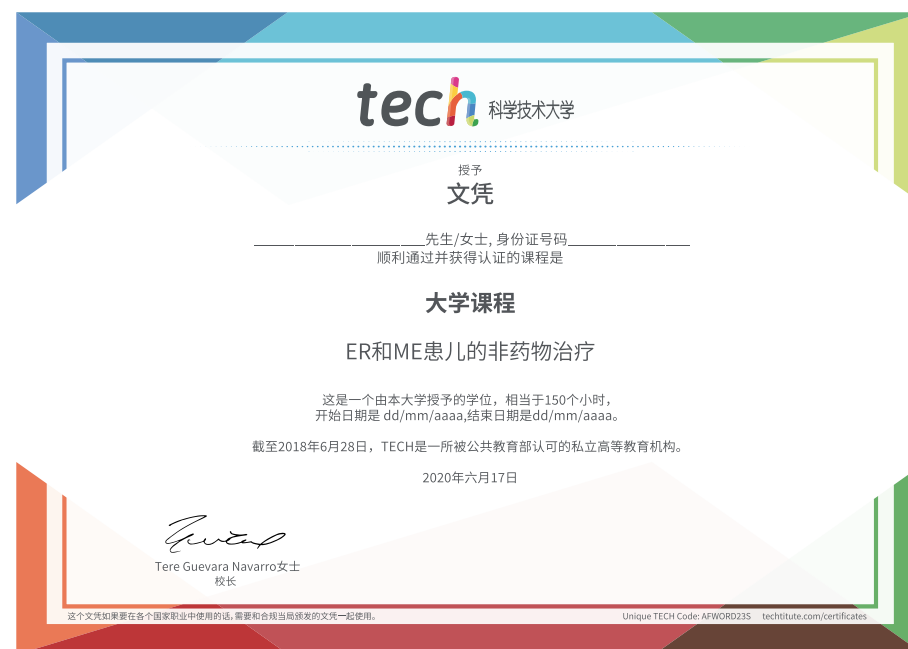 tech 科学技术大学
授予
文凭
先生/女士, 身份证号码
顺利通过并获得认证的课程是
大学课程
ER和ME患儿的非药物治疗
这是一个由本大学授予的学位，相当于150个小时，
开始日期是 dd/mm/aaaa,结束日期是dd/mm/aaaa。
截至2018年6月28日，TECH是一所被公共教育部认可的私立高等教育机构。
2020年六月17日
Tere Guevara Navarro女士
校长
这个文凭如果要在各个国家职业中使用的话,需要和合规当局颁发的文凭一起使用。
Unique TECH Code: AFWORD23S techtitute.com/certificates